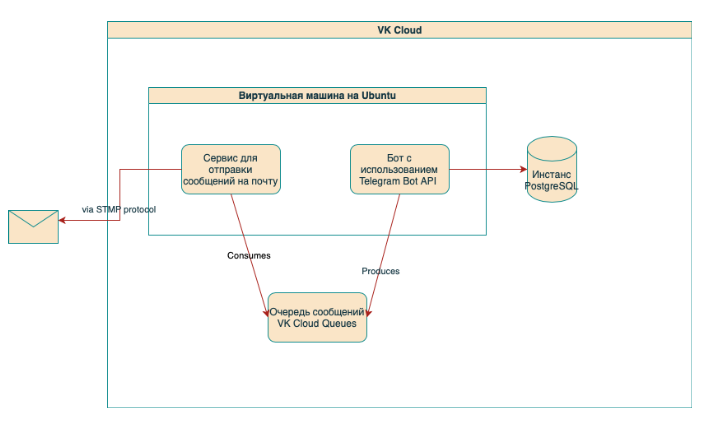 VK Cloud
Виртуальная машина на Ubuntu
Сервис для
отправки
сообщений на почту
Бот с
использованием
Telegram Bot API
Инстанс
PostgreSQL
via STMP protocol
Consumes
Produces
Очередь сообщений
VK Cloud Queues